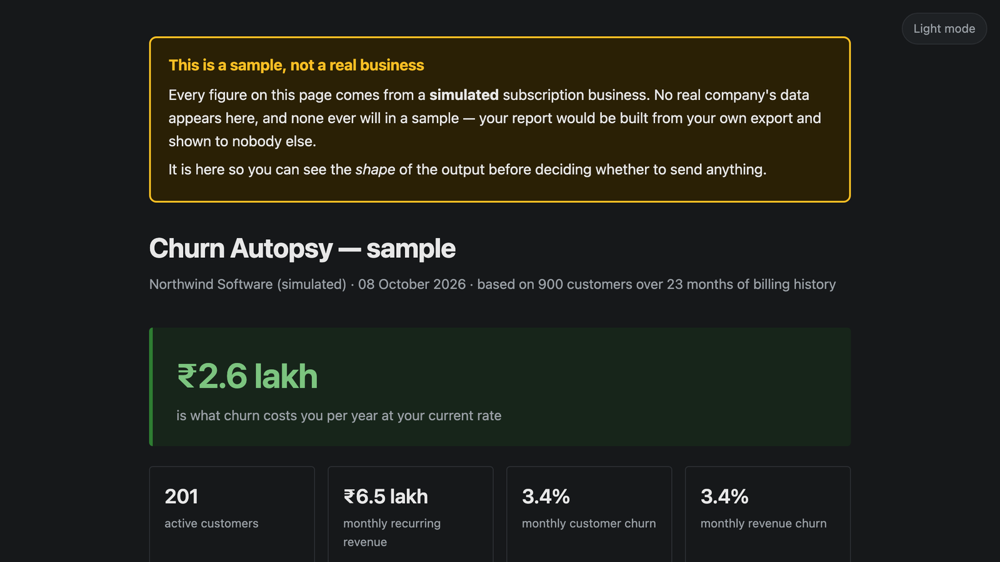 Light mode
This is a sample, not a real business
Every figure on this page comes from a simulated subscription business. No real company's data
appears here, and none ever will in a sample — your report would be built from your own export and
shown to nobody else.
It is here so you can see the shape of the output before deciding whether to send anything.
Churn Autopsy — sample
Northwind Software (simulated) · 08 October 2026 · based on 900 customers over 23 months of billing history
₹2.6 lakh
is what churn costs you per year at your current rate
201
active customers
₹6.5 lakh
monthly recurring
revenue
3.4%
monthly customer churn
3.4%
monthly revenue churn